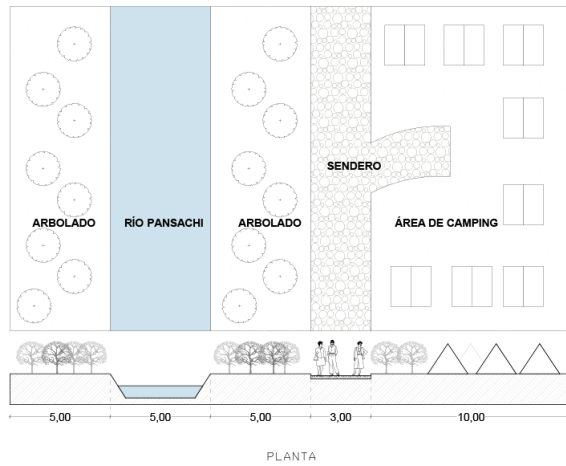 SENDERO
ARBOLADO RÍO PANSACHI ARBOLADO ÁREA DE CAMPING
5,00 5,00 5,00 3,00 10,00
PLANTA